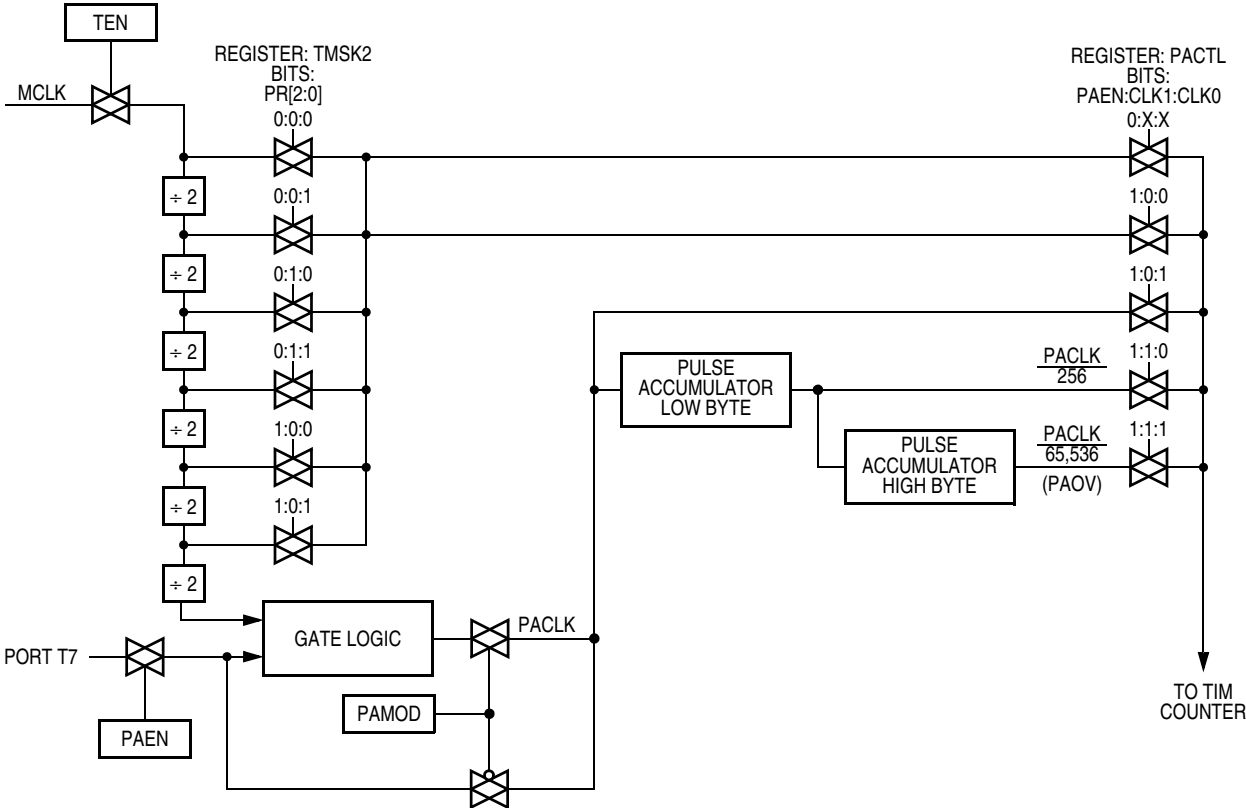 TEN
REGISTER: TMSK2
BITS:
PR[2:0]
REGISTER: PACTL
BITS:
PAEN:CLK1:CLK0
MCLK
0:0:0
0:X:X
÷ 2
0:0:1
1:0:0
÷ 2
0:1:0
1:0:1
÷ 2
0:1:1
PULSE
ACCUMULATOR
LOW BYTE
PACLK
256
1:1:0
÷ 2
1:0:0
PULSE
ACCUMULATOR
HIGH BYTE
PACLK
65,536
(PAOV)
1:1:1
÷ 2
1:0:1
÷ 2
GATE LOGIC
PACLK
PORT T7
PAMOD
PAEN
TO TIM
COUNTER